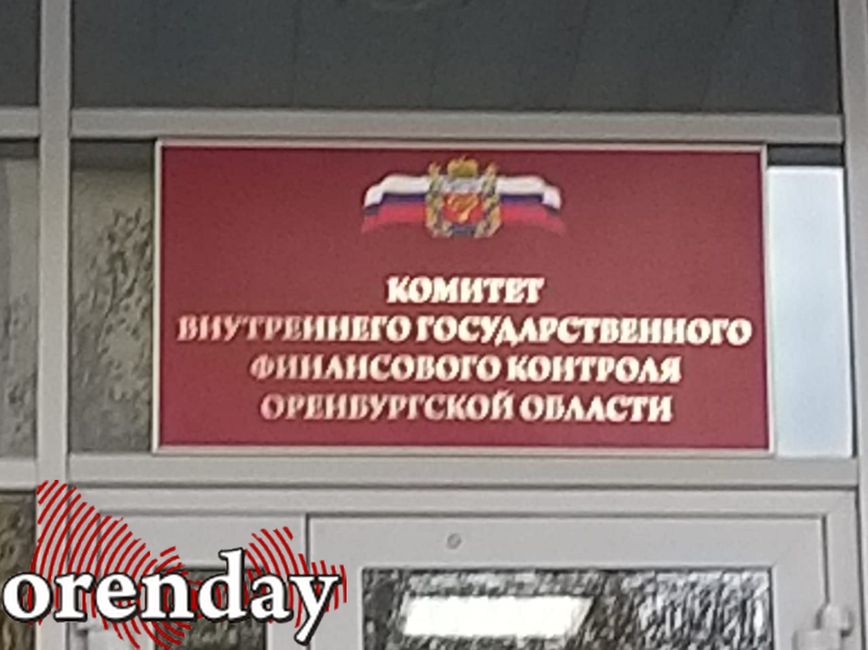 КОМИТЕТ
ВНУТРЕННЕГО ГОСУДАРСТВЕННОГО
ФИНАНСОВОГО КОНТРОЛЯ
ОРЕНБУРГСКОЙ ОБЛАСТИ
orenday